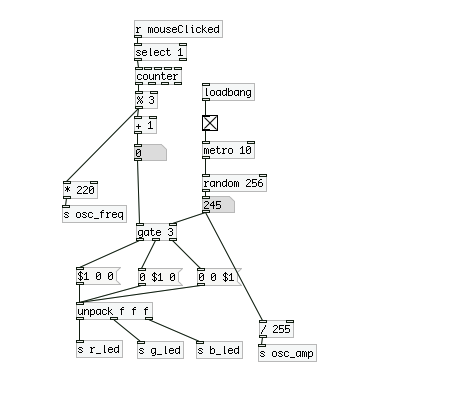 r mouseClicked
select 1
counter
% 3
+ 1
0
loadbang
metro 10
random 256
245
* 220
s osc_freq
gate 3
$1 0 0
0 $1 0
0 0 $1
unpack f f f
s r_led
s g_led
s b_led
/ 255
s osc_amp